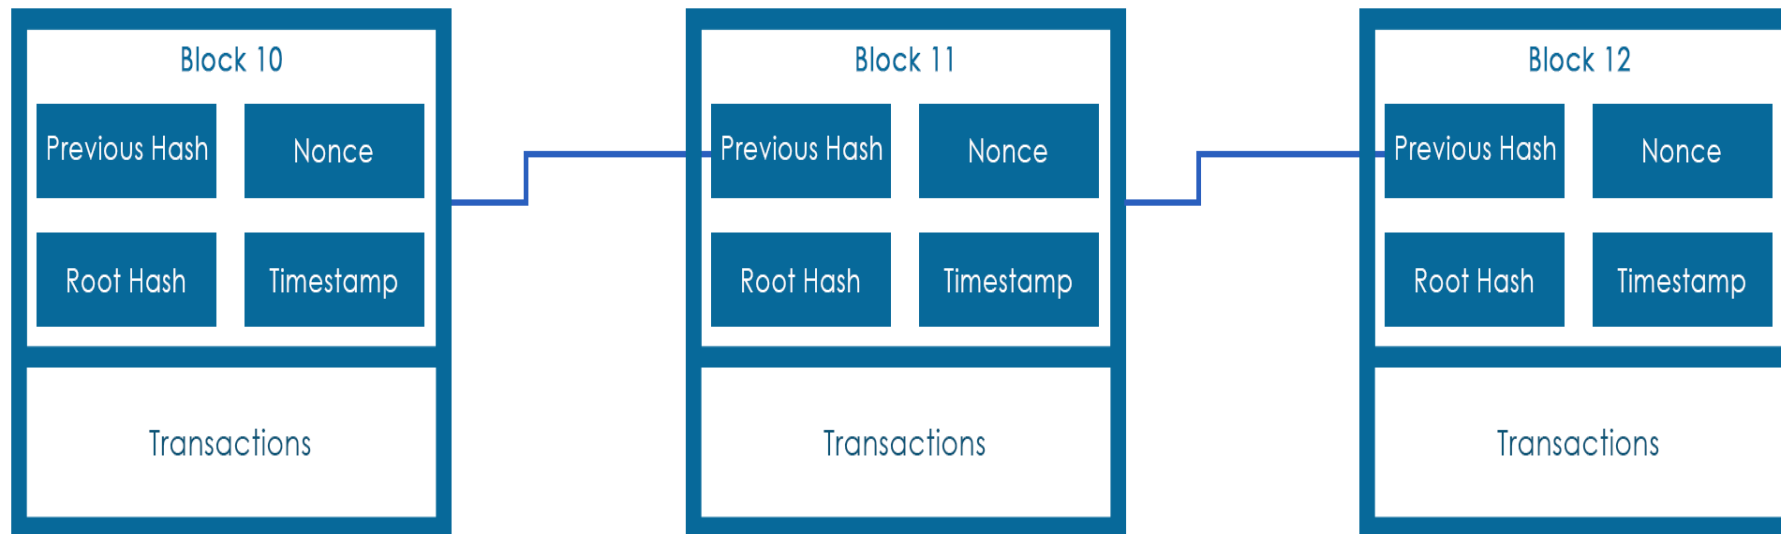 Block 10
Previous Hash
Nonce
Root Hash
Timestamp
Transactions
Block 11
Previous Hash
Nonce
Root Hash
Timestamp
Transactions
Block 12
Previous Hash
Nonce
Root Hash
Timestamp
Transactions